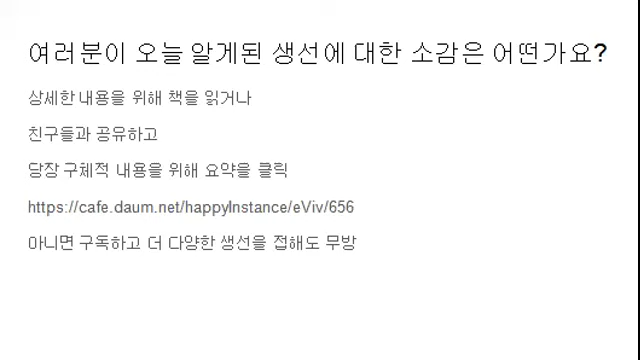 여러분이 오늘 알게된 생선에 대한 소감은 어떤가요?
상세한 내용을 위해 책을 읽거나
친구들과 공유하고
당장 구체적 내용을 위해 요약을 클릭
https://cafe.daum.net/happyInstance/eViv/656
아니면 구독하고 더 다양한 생선을 접해도 무방